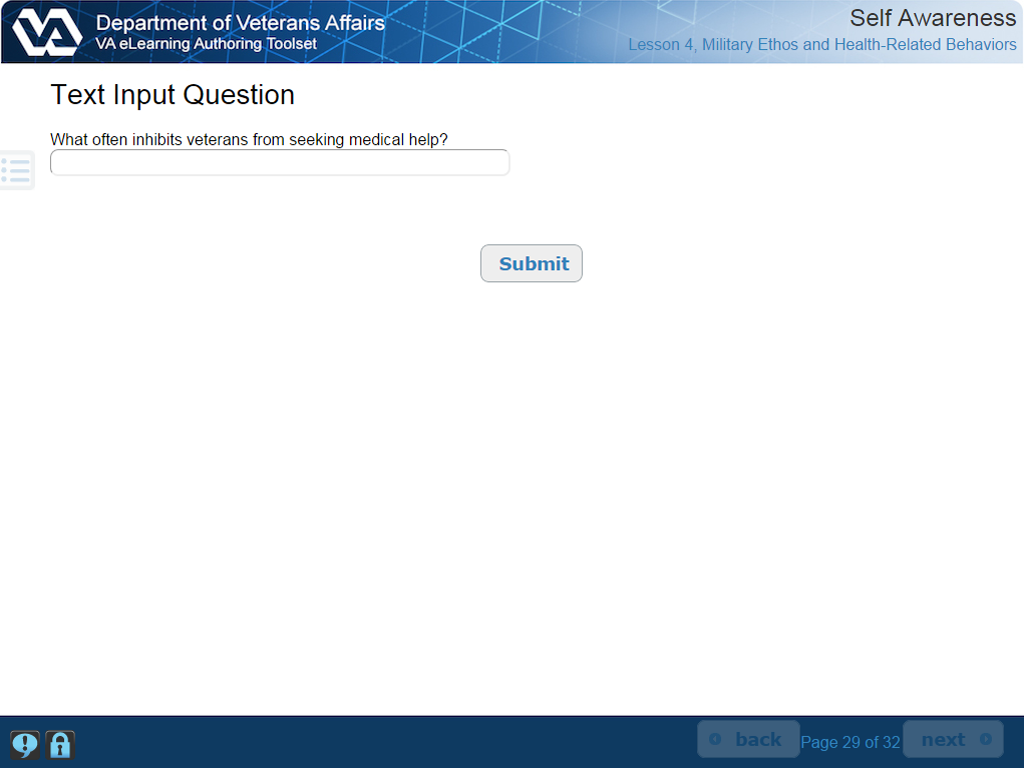 VA
Department of Veterans Affairs
VA eLearning Authoring Toolset
Self Awareness
Lesson 4, Military Ethos and Health-Related Behaviors
Text Input Question
What often inhibits veterans from seeking medical help?
Submit
back
Page 29 of 32
next